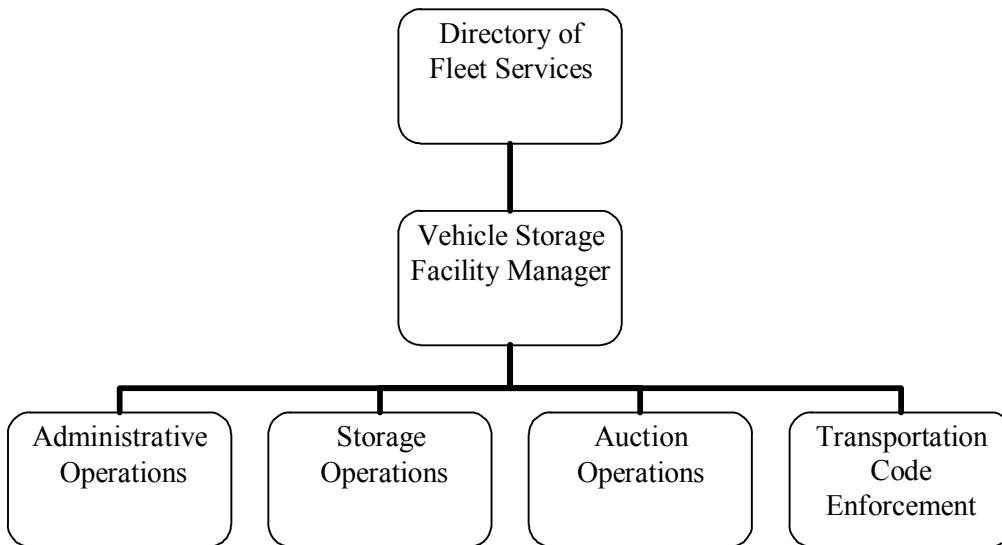 Directory of
Fleet Services
Vehicle Storage
Facility Manager
Administrative
Operations
Storage
Operations
Auction
Operations
Transportation
Code
Enforcement